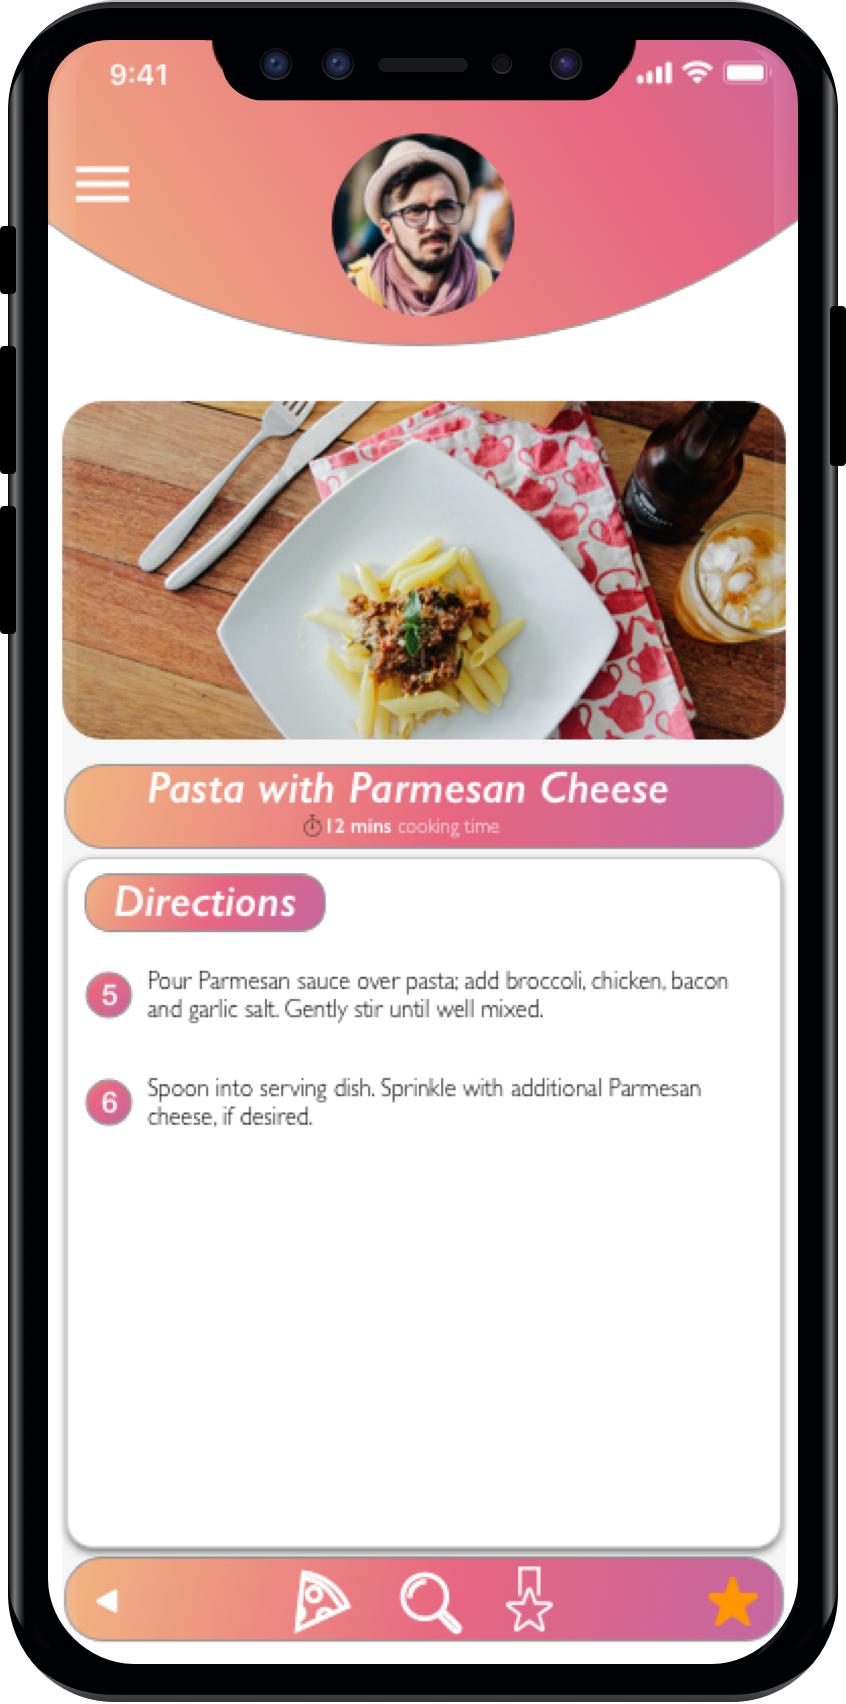 9:41
Pasta with Parmesan Cheese
12 mins cooking time
Directions
5
Pour Parmesan sauce over pasta; add broccoli, chicken, bacon
and garlic salt. Gently stir until well mixed.
6
Spoon into serving dish. Sprinkle with additional Parmesan
cheese, if desired.